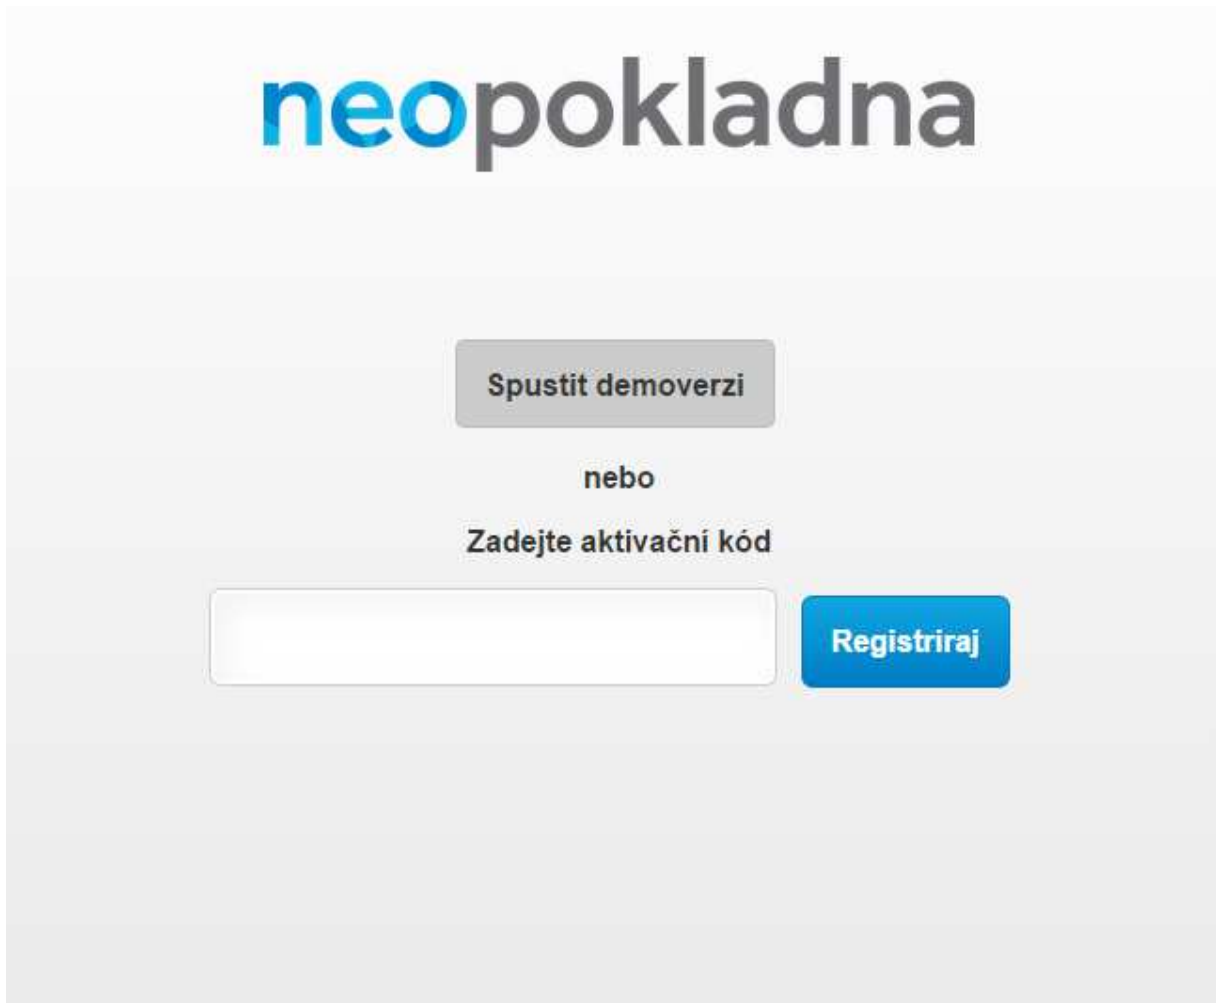 neopokladna
Spustit demoverzi
nebo
Zadejte aktivační kód
Registriraj